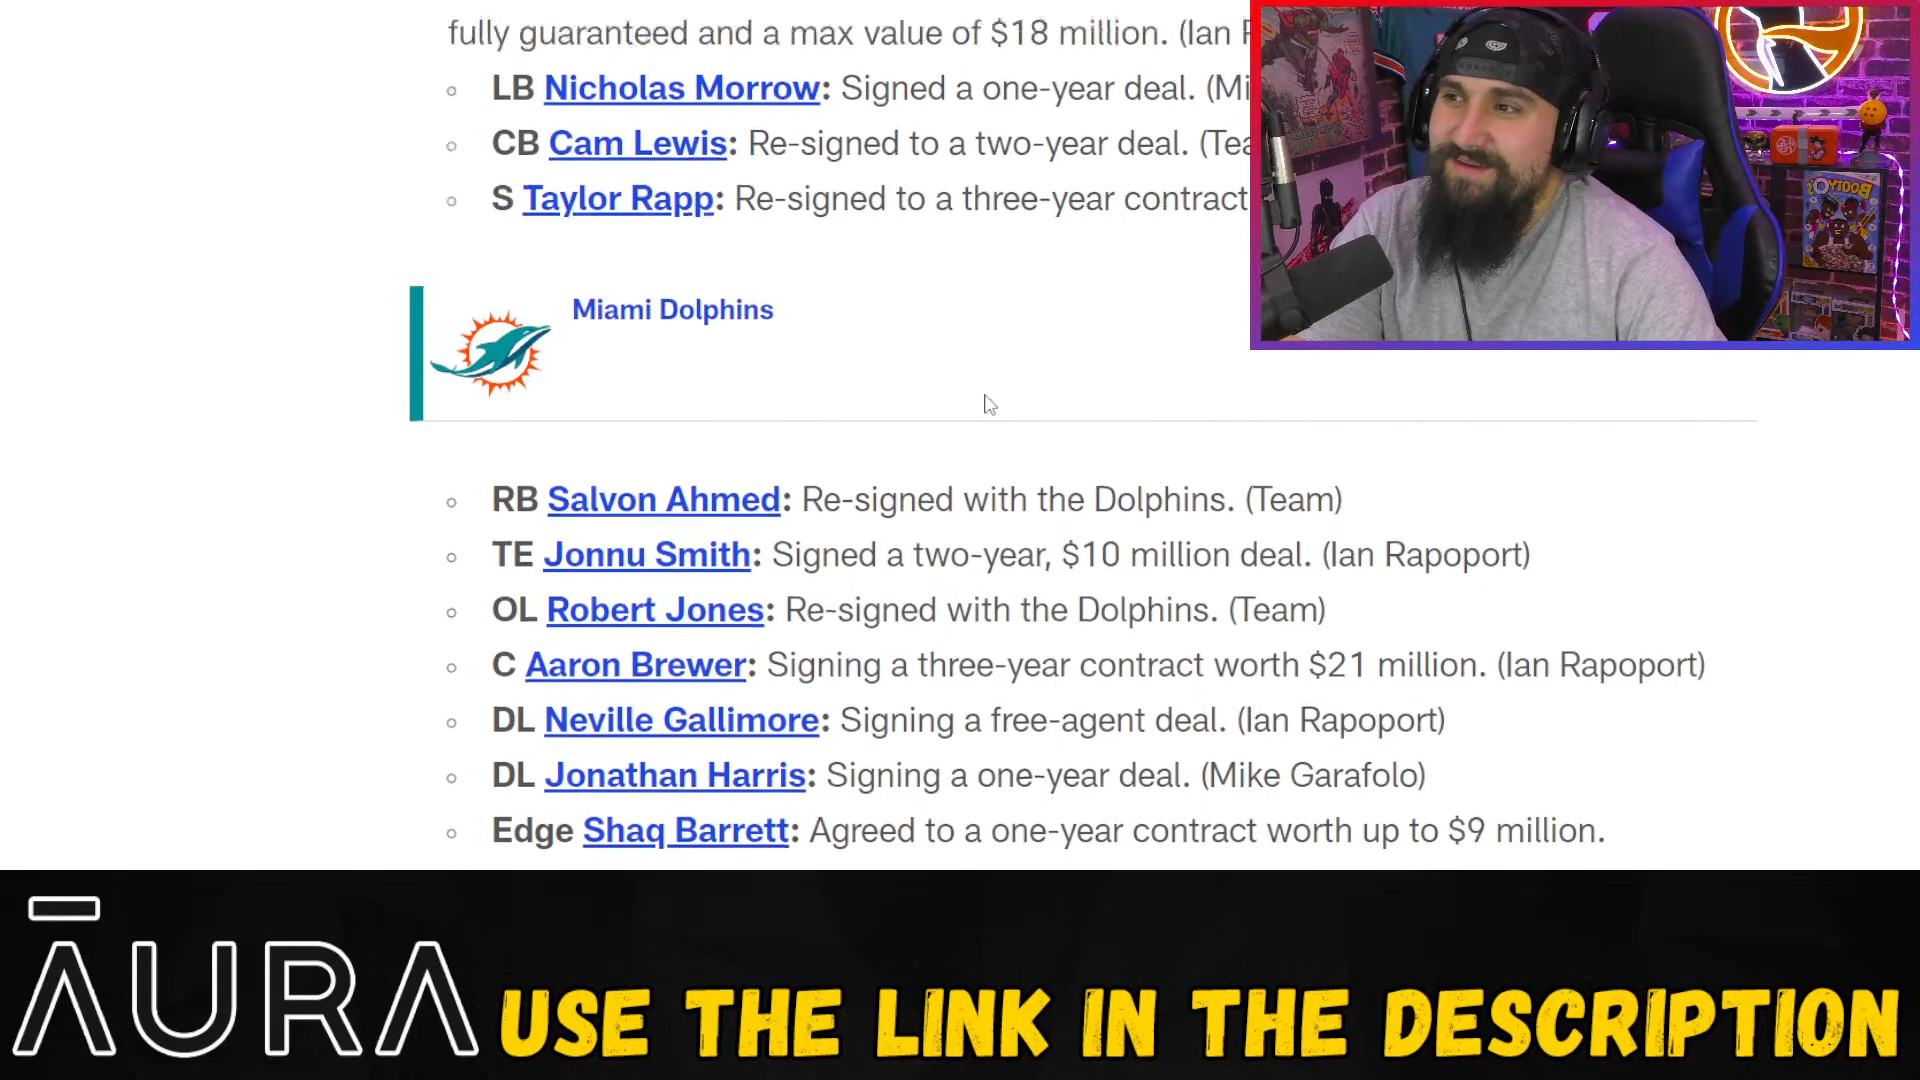 fully guaranteed and a max value of $18 million. (Ian
LB Nicholas Morrow: Signed a one-year deal. (Mi
CB Cam Lewis: Re-signed to a two-year deal. (Tea
S Taylor Rapp: Re-signed to a three-year contract
Miami Dolphins
RB Salvon Ahmed: Re-signed with the Dolphins. (Team)
TE Jonnu Smith: Signed a two-year, $10 million deal. (Ian Rapoport)
OL Robert Jones: Re-signed with the Dolphins. (Team)
C Aaron Brewer: Signing a three-year contract worth $21 million. (Ian Rapoport)
DL Neville Gallimore: Signing a free-agent deal. (Ian Rapoport)
DL Jonathan Harris: Signing a one-year deal. (Mike Garafolo)
Edge Shaq Barrett: Agreed to a one-year contract worth up to $9 million.
ĀURA USE THE LINK IN THE DESCRIPTION